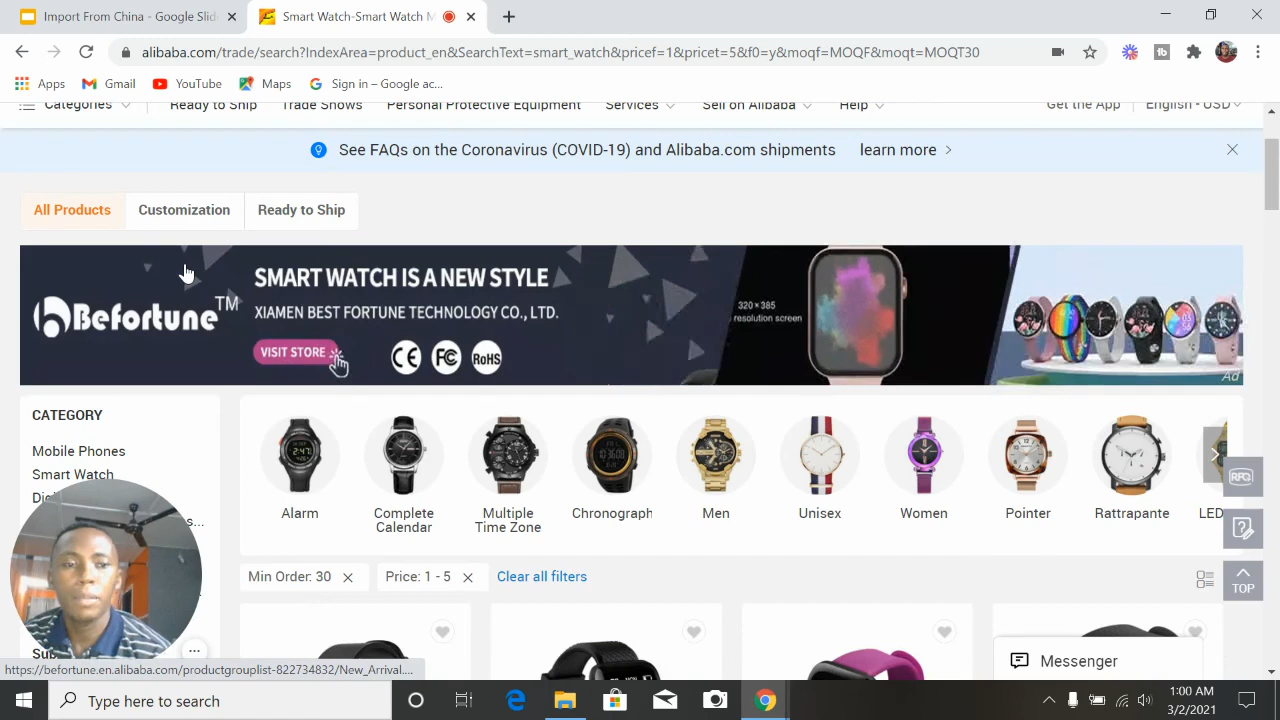 Import From China - Google Slid
Smart Watch-Smart Watch M
alibaba.com/trade/search?IndexArea=product_en&SearchText=smart_watch&pricef=1&pricet=5&f0=y&moqf=MOQF&moqt=MOQT30
Apps Gmail YouTube Maps Sign in – Google ac...
Categories Ready to Ship Trade Shows Personal Protective Equipment Services Sell on Alibaba Help Get the App English - USD
See FAQs on the Coronavirus (COVID-19) and Alibaba.com shipments learn more
All Products Customization Ready to Ship
Befortune TM
SMART WATCH IS A NEW STYLE
XIAMEN BEST FORTUNE TECHNOLOGY CO., LTD.
VISIT STORE
CE FC RoHS
320 × 385
resolution screen
Ad
CATEGORY
Mobile Phones
Smart Watch
Alarm
Complete
Calendar
Multiple
Time Zone
Chronograph
Men
Unisex
Women
Pointer
Rattrapante
LED
RFQ
TOP
Min Order: 30 Price: 1 - 5 Clear all filters
Messenger
https://befortune.en.alibaba.com/productgrouplist-822734832/New_Arrival....
Type here to search
1:00 AM
3/2/2021